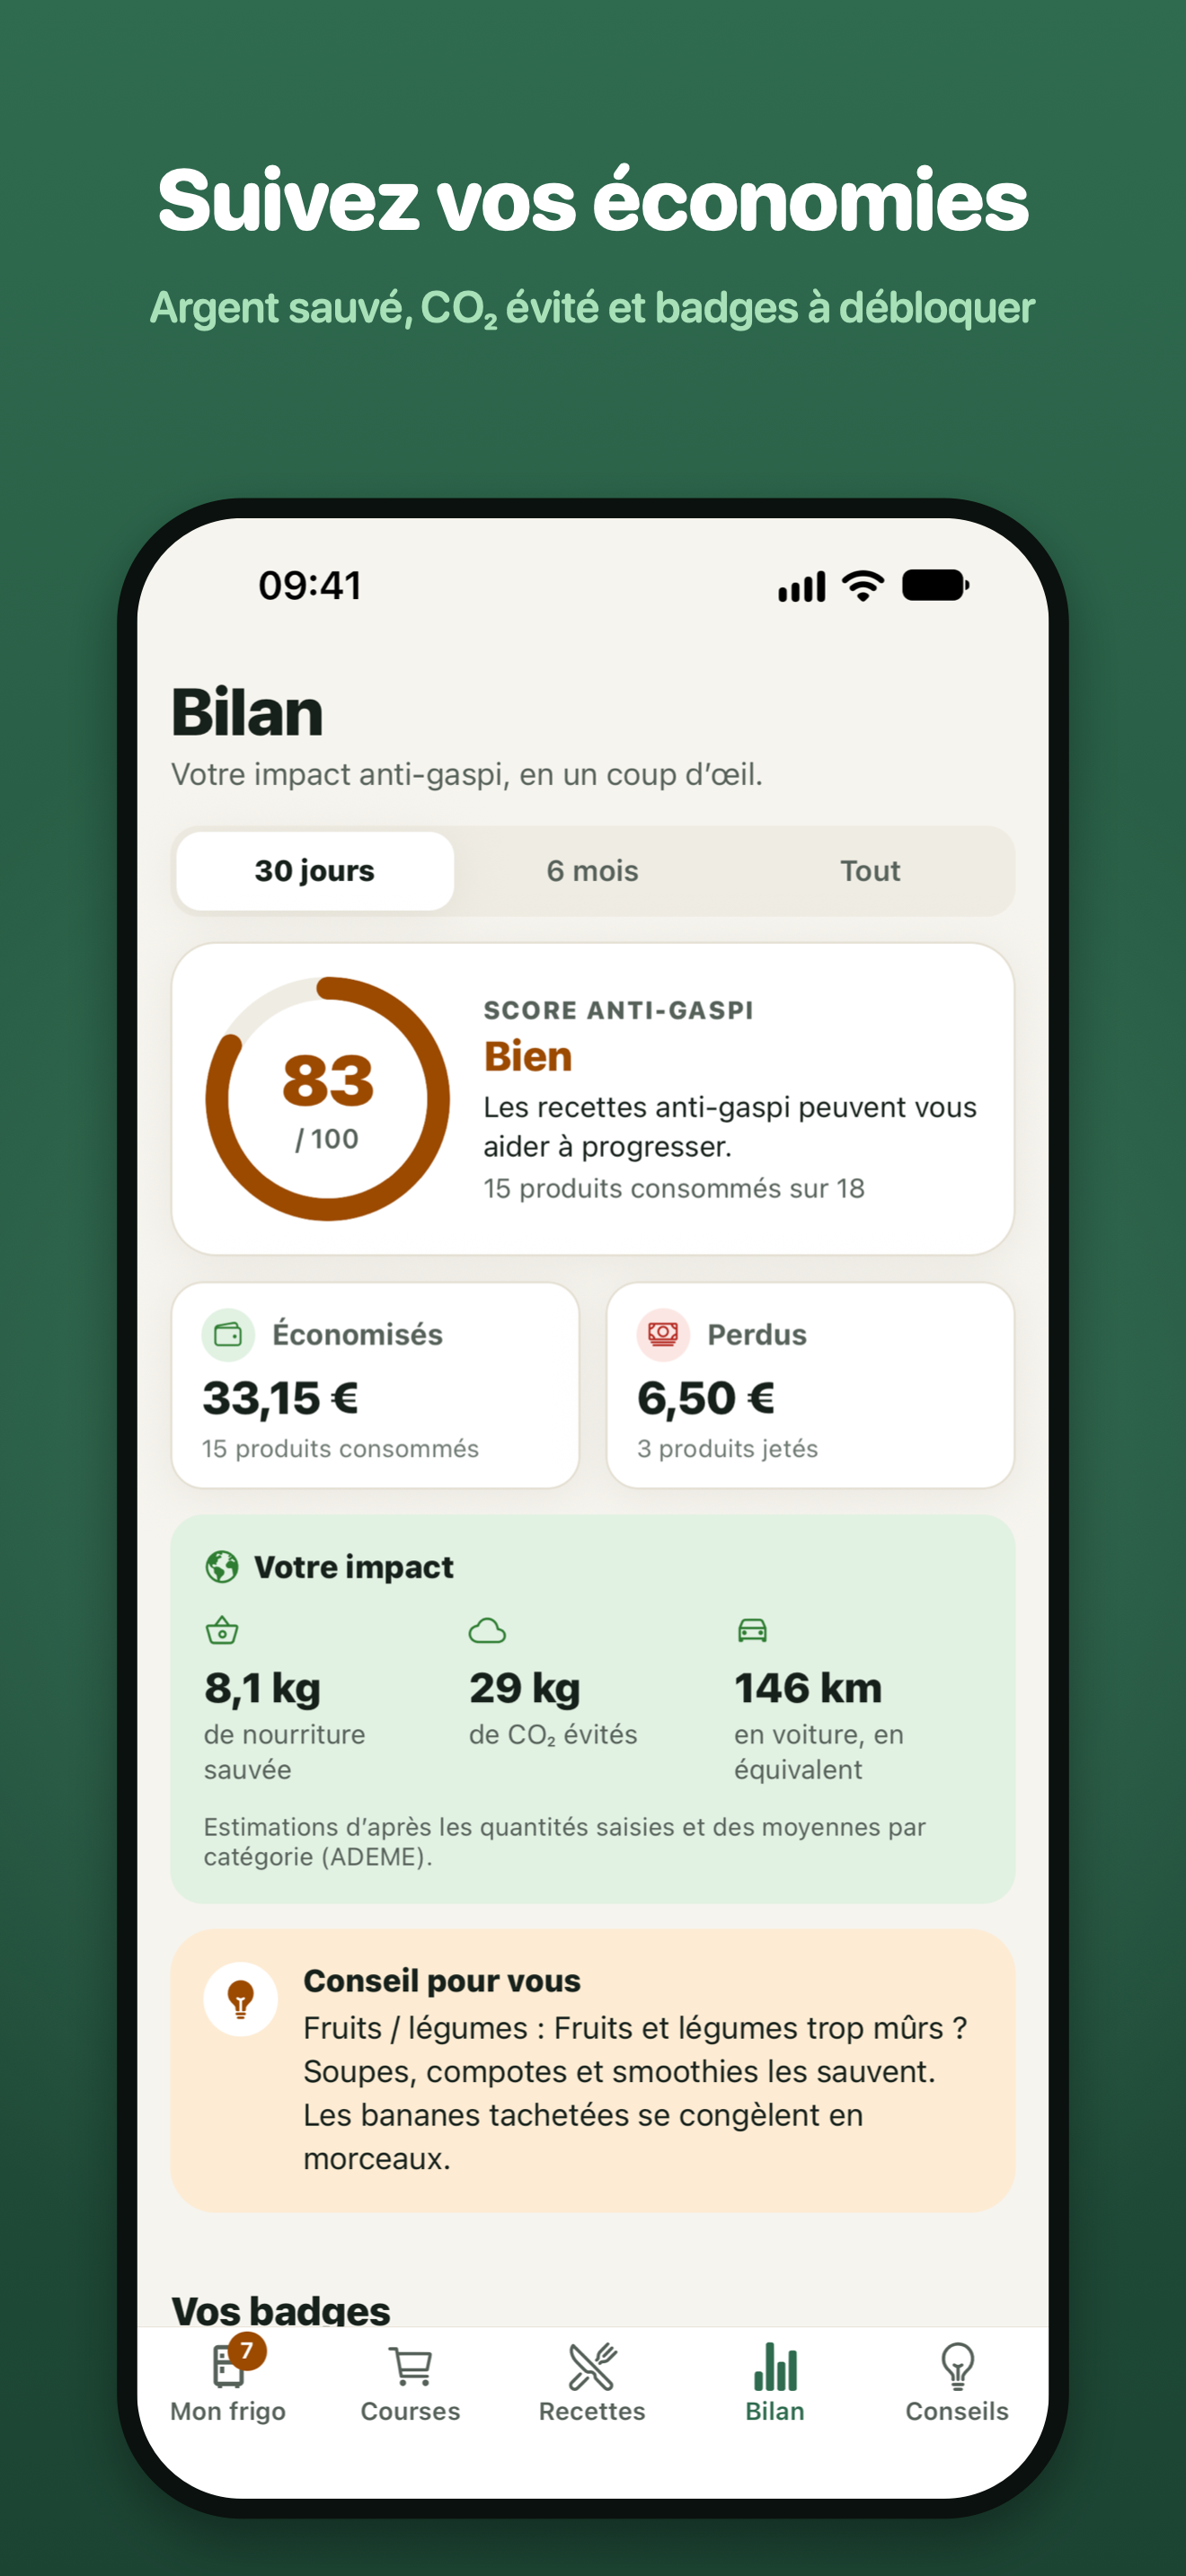 Suivez vos économies
Argent sauvé, CO₂ évité et badges à débloquer
09:41
Bilan
Votre impact anti-gaspi, en un coup d’œil.
30 jours
6 mois
Tout
83
/ 100
SCORE ANTI-GASPI
Bien
Les recettes anti-gaspi peuvent vous
aider à progresser.
15 produits consommés sur 18
Économisés
33,15 €
15 produits consommés
Perdus
6,50 €
3 produits jetés
Votre impact
8,1 kg
de nourriture
sauvée
29 kg
de CO₂ évités
146 km
en voiture, en
équivalent
Estimations d’après les quantités saisies et des moyennes par
catégorie (ADEME).
Conseil pour vous
Fruits / légumes : Fruits et légumes trop mûrs ?
Soupes, compotes et smoothies les sauvent.
Les bananes tachetées se congèlent en
morceaux.
Vos badges
7
Mon frigo
Courses
Recettes
Bilan
Conseils